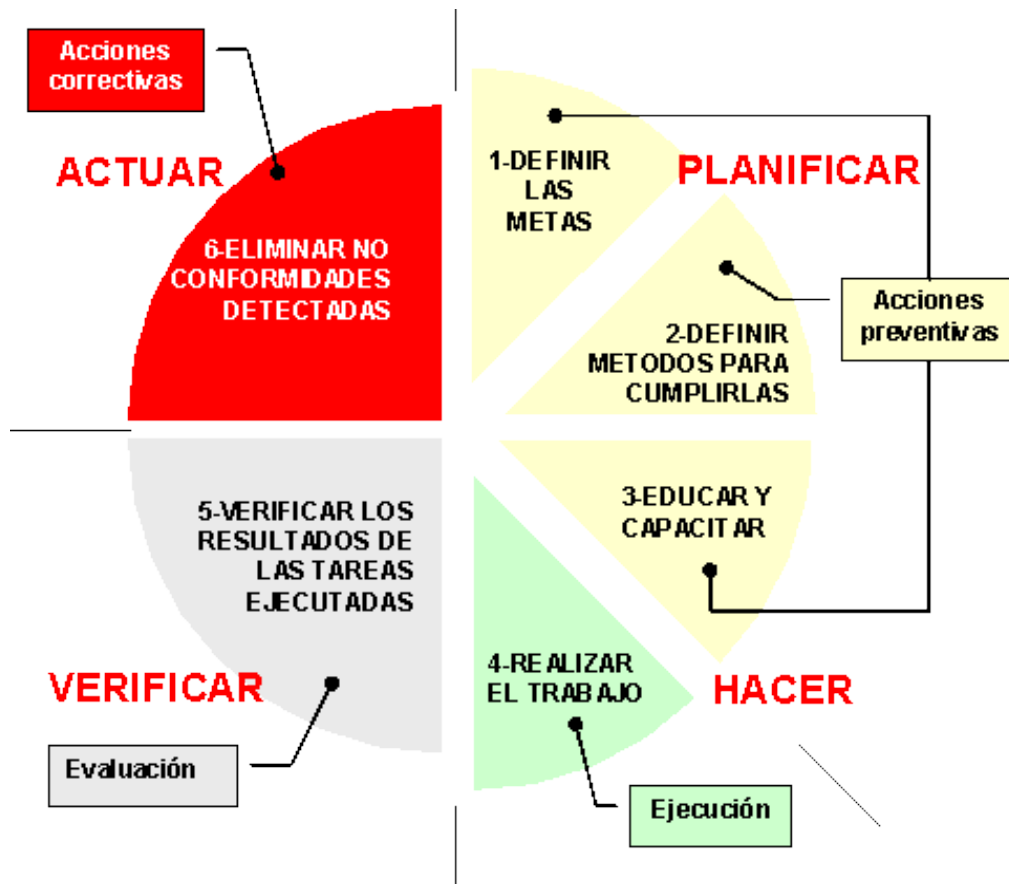 Acciones
correctivas
ACTUAR
6-ELIMINAR NO
CONFORMIDADES
DETECTADAS
1-DEFINIR
LAS
METAS
PLANIFICAR
2-DEFINIR
METODOS PARA
CUMPLIRLAS
Acciones
preventivas
3-EDUCAR Y
CAPACITAR
HACER
4-REALIZAR
EL TRABAJO
Ejecución
5-VERIFICAR LOS
RESULTADOS DE
LAS TAREAS
EJECUTADAS
VERIFICAR
Evaluación